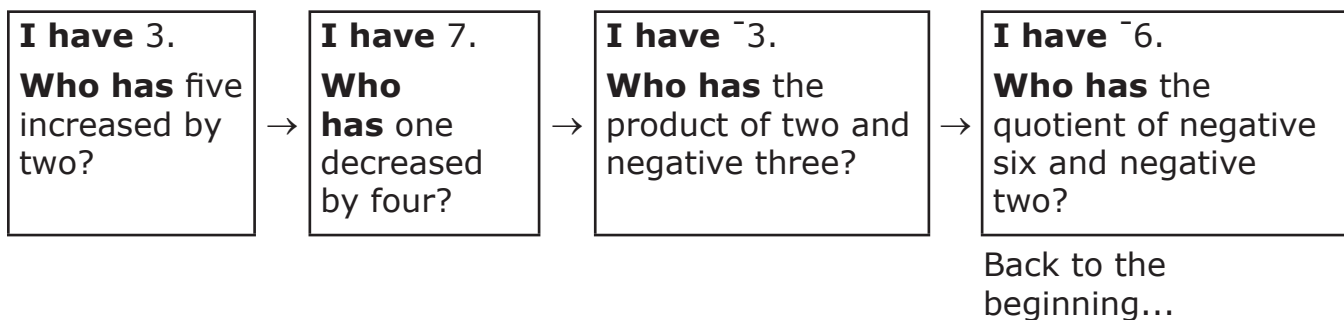 I have 3.
Who has five
increased by
two?
→
I have 7.
Who
has one
decreased
by four?
→
I have ⁻3.
Who has the
product of two and
negative three?
→
I have ⁻6.
Who has the
quotient of negative
six and negative
two?
Back to the
beginning…